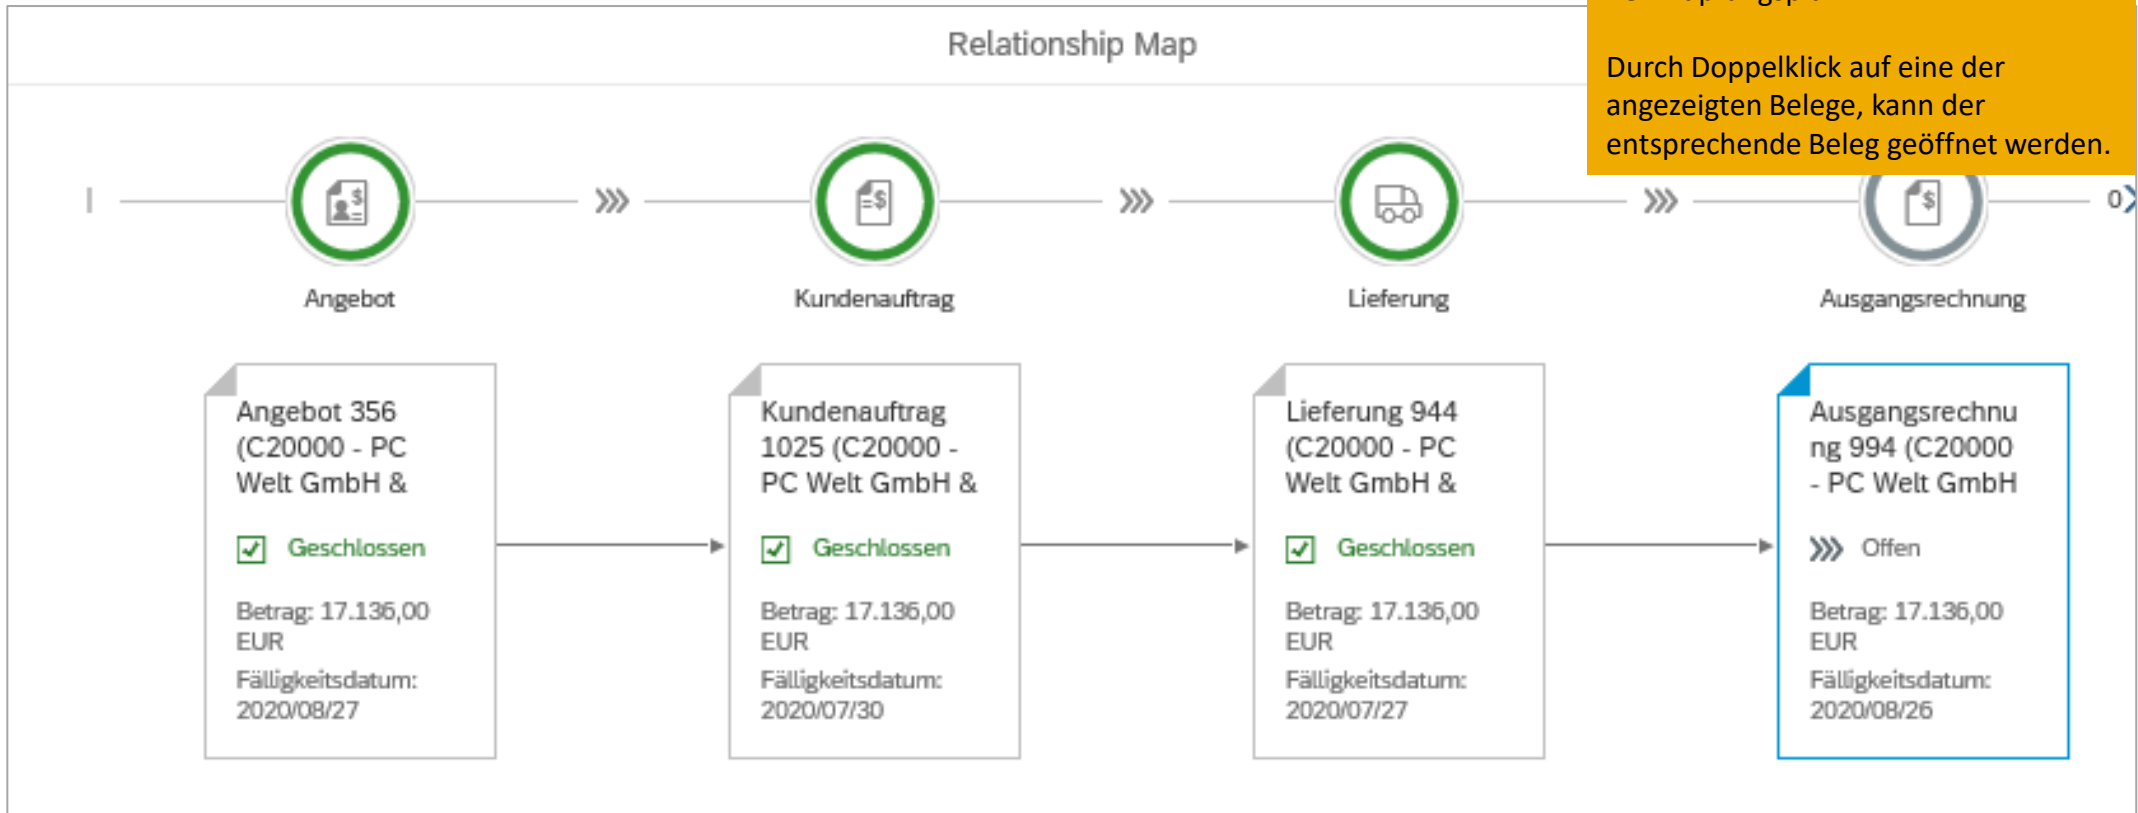 Relationship Map
Durch Doppelklick auf eine der
angezeigten Belege, kann der
entsprechende Beleg geöffnet werden.
0
Angebot
Kundenauftrag
Lieferung
Ausgangsrechnung
Angebot 356
(C20000 - PC
Welt GmbH &
Geschlossen
Betrag: 17.136,00
EUR
Fälligkeitsdatum:
2020/08/27
Kundenauftrag
1025 (C20000 -
PC Welt GmbH &
Geschlossen
Betrag: 17.136,00
EUR
Fälligkeitsdatum:
2020/07/30
Lieferung 944
(C20000 - PC
Welt GmbH &
Geschlossen
Betrag: 17.136,00
EUR
Fälligkeitsdatum:
2020/07/27
Ausgangsrechnu
ng 994 (C20000
- PC Welt GmbH
Offen
Betrag: 17.136,00
EUR
Fälligkeitsdatum:
2020/08/26